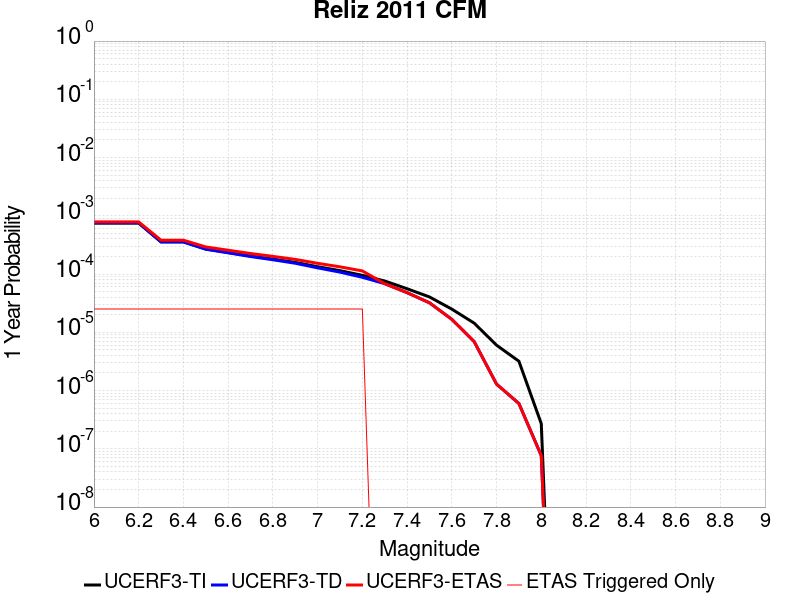 Reliz 2011 CFM
10 0
10 -1
10 -2
10 -3
10 -4
10 -5
10 -6
10 -7
10 -8
1 Year Probability
6 6.2 6.4 6.6 6.8 7 7.2 7.4 7.6 7.8 8 8.2 8.4 8.6 8.8 9
Magnitude
UCERF3-TI UCERF3-TD UCERF3-ETAS ETAS Triggered Only